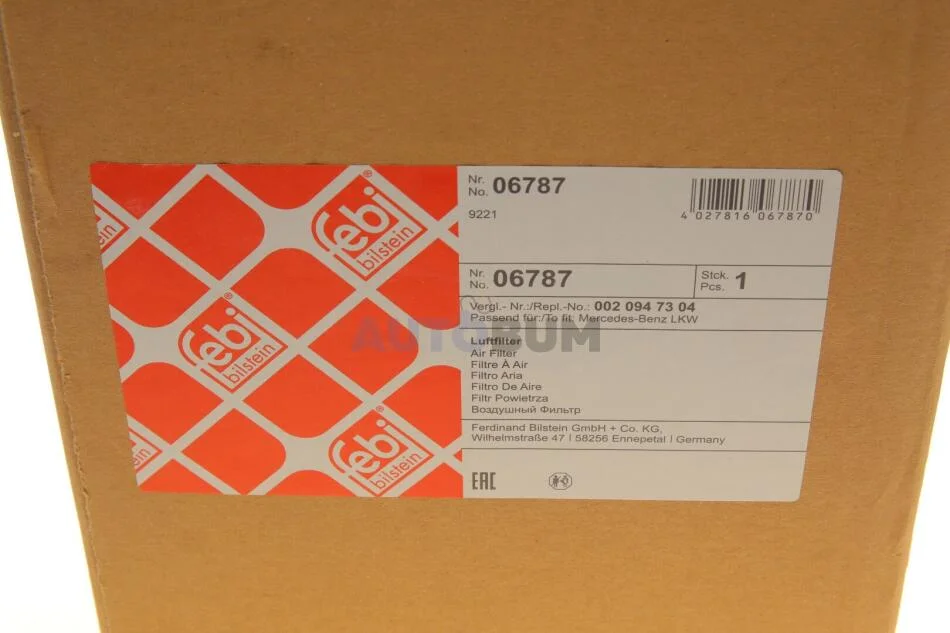 Nr.
No. 06787
9221
4 027816 067870
febi
bilstein
Nr.
No. 06787
Stck.
Pcs. 1
Vergl.- Nr.:/Repl.-No.: 002 094 73 04
Passend für:/To fit: Mercedes-Benz LKW
AUTOBUM
Luftfilter
Air Filter
Filtre À Air
Filtro Aria
Filtro De Aire
Filtr Powietrza
Воздушный Фильтр
febi
bilstein
febi
bilstein
Ferdinand Bilstein GmbH + Co. KG,
Wilhelmstraße 47 I 58256 Ennepetal I Germany
EAC